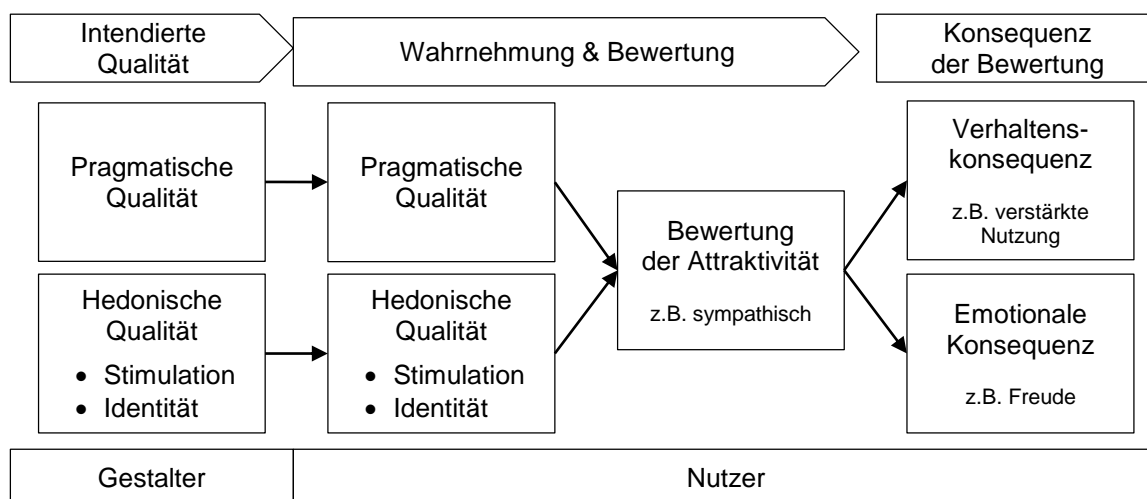 Intendierte
Qualität
Wahrnehmung & Bewertung
Konsequenz
der Bewertung
Pragmatische
Qualität
Pragmatische
Qualität
Hedonische
Qualität
• Stimulation
• Identität
Hedonische
Qualität
• Stimulation
• Identität
Bewertung
der Attraktivität
z.B. sympathisch
Verhaltens-
konsequenz
z.B. verstärkte
Nutzung
Emotionale
Konsequenz
z.B. Freude
Gestalter
Nutzer